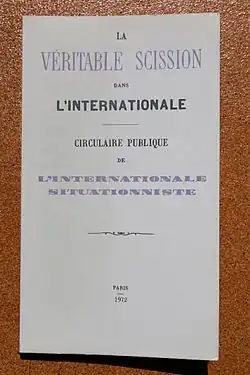 LA
VÉRITABLE SCISSION
DANS
L'INTERNATIONALE
CIRCULAIRE PUBLIQUE
DE
L'INTERNATIONALE
SITUATIONNISTE
PARIS
1972